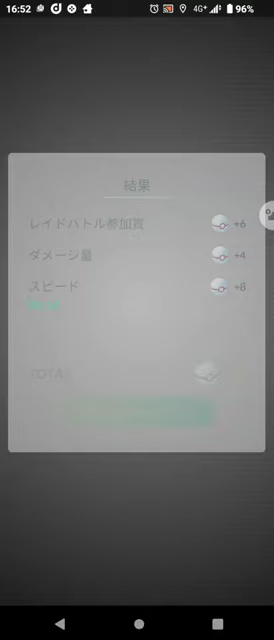 16:52 4G+ 96%
結果
レイドバトル参加賞 +6
ダメージ量 +4
スピード +8
TOTAL